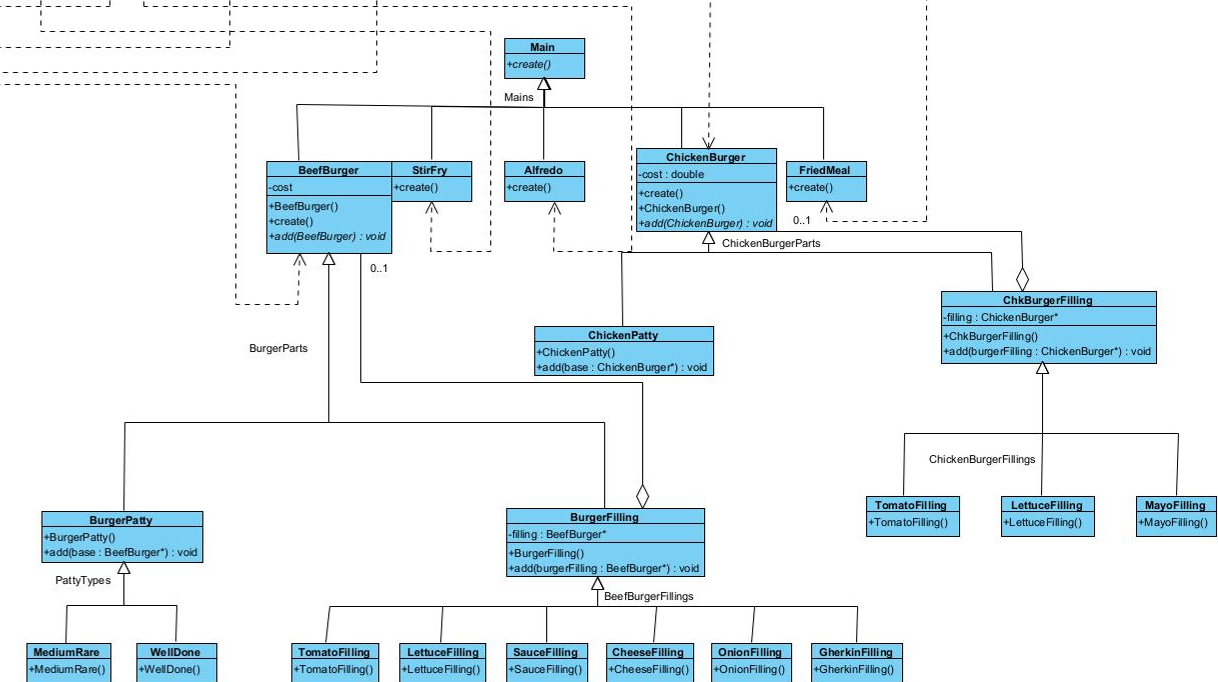 Main
+create()
Mains
BeefBurger
-cost
+BeefBurger()
+create()
+add(BeefBurger) : void
StirFry
+create()
Alfredo
+create()
ChickenBurger
-cost : double
+create()
+ChickenBurger()
+add(ChickenBurger) : void
FriedMeal
+create()
0..1
ChickenBurgerParts
0..1
ChkBurgerFilling
-filling : ChickenBurger*
+ChkBurgerFilling()
+add(burgerFilling : ChickenBurger*) : void
BurgerParts
ChickenPatty
+ChickenPatty()
+add(base : ChickenBurger*) : void
ChickenBurgerFillings
TomatoFilling
+TomatoFilling()
LettuceFilling
+LettuceFilling()
MayoFilling
+MayoFilling()
BurgerPatty
+BurgerPatty()
+add(base : BeefBurger*) : void
BurgerFilling
-filling : BeefBurger*
+BurgerFilling()
+add(burgerFilling : BeefBurger*) : void
PattyTypes
BeefBurgerFillings
MediumRare
+MediumRare()
WellDone
+WellDone()
TomatoFilling
+TomatoFilling()
LettuceFilling
+LettuceFilling()
SauceFilling
+SauceFilling()
CheeseFilling
+CheeseFilling()
OnionFilling
+OnionFilling()
GherkinFilling
+GherkinFilling()